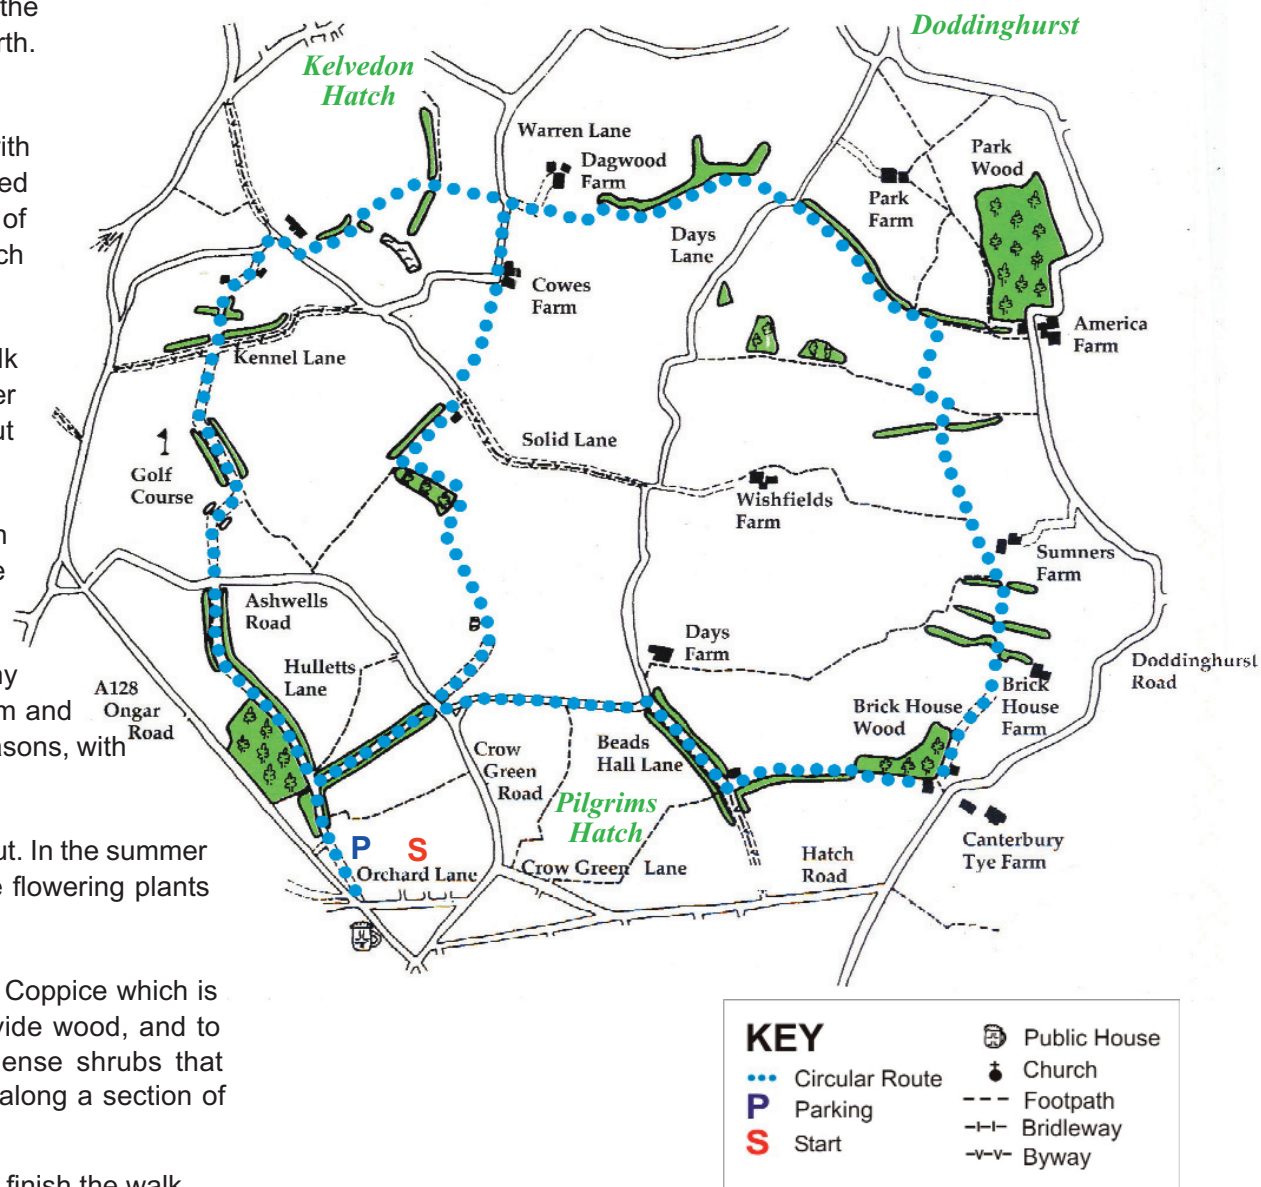 the
rth.
ith
ed
of
ch
lk
er
ut
n
e
ny
m and
asons, with
ut. In the summer
e flowering plants
Coppice which is
vide wood, and to
ense shrubs that
along a section of
finish the walk
Doddinghurst
Kelvedon
Hatch
Warren Lane
Dagwood
Farm
Park
Wood
Park
Farm
Days
Lane
Cowes
Farm
America
Farm
Kennel Lane
Solid Lane
Golf
Course
Wishfields
Farm
Sumners
Farm
Ashwells
Road
Days
Farm
Hulletts
Lane
Doddinghurst
Road
A128
Ongar
Road
Brick
House
Farm
Brick House
Wood
Beads
Hall Lane
Crow
Green
Road
Pilgrims
Hatch
P
S
Orchard Lane
Crow Green Lane
Hatch
Road
Canterbury
Tye Farm
KEY
Circular Route
P Parking
S Start
Public House
Church
Footpath
Bridleway
Byway